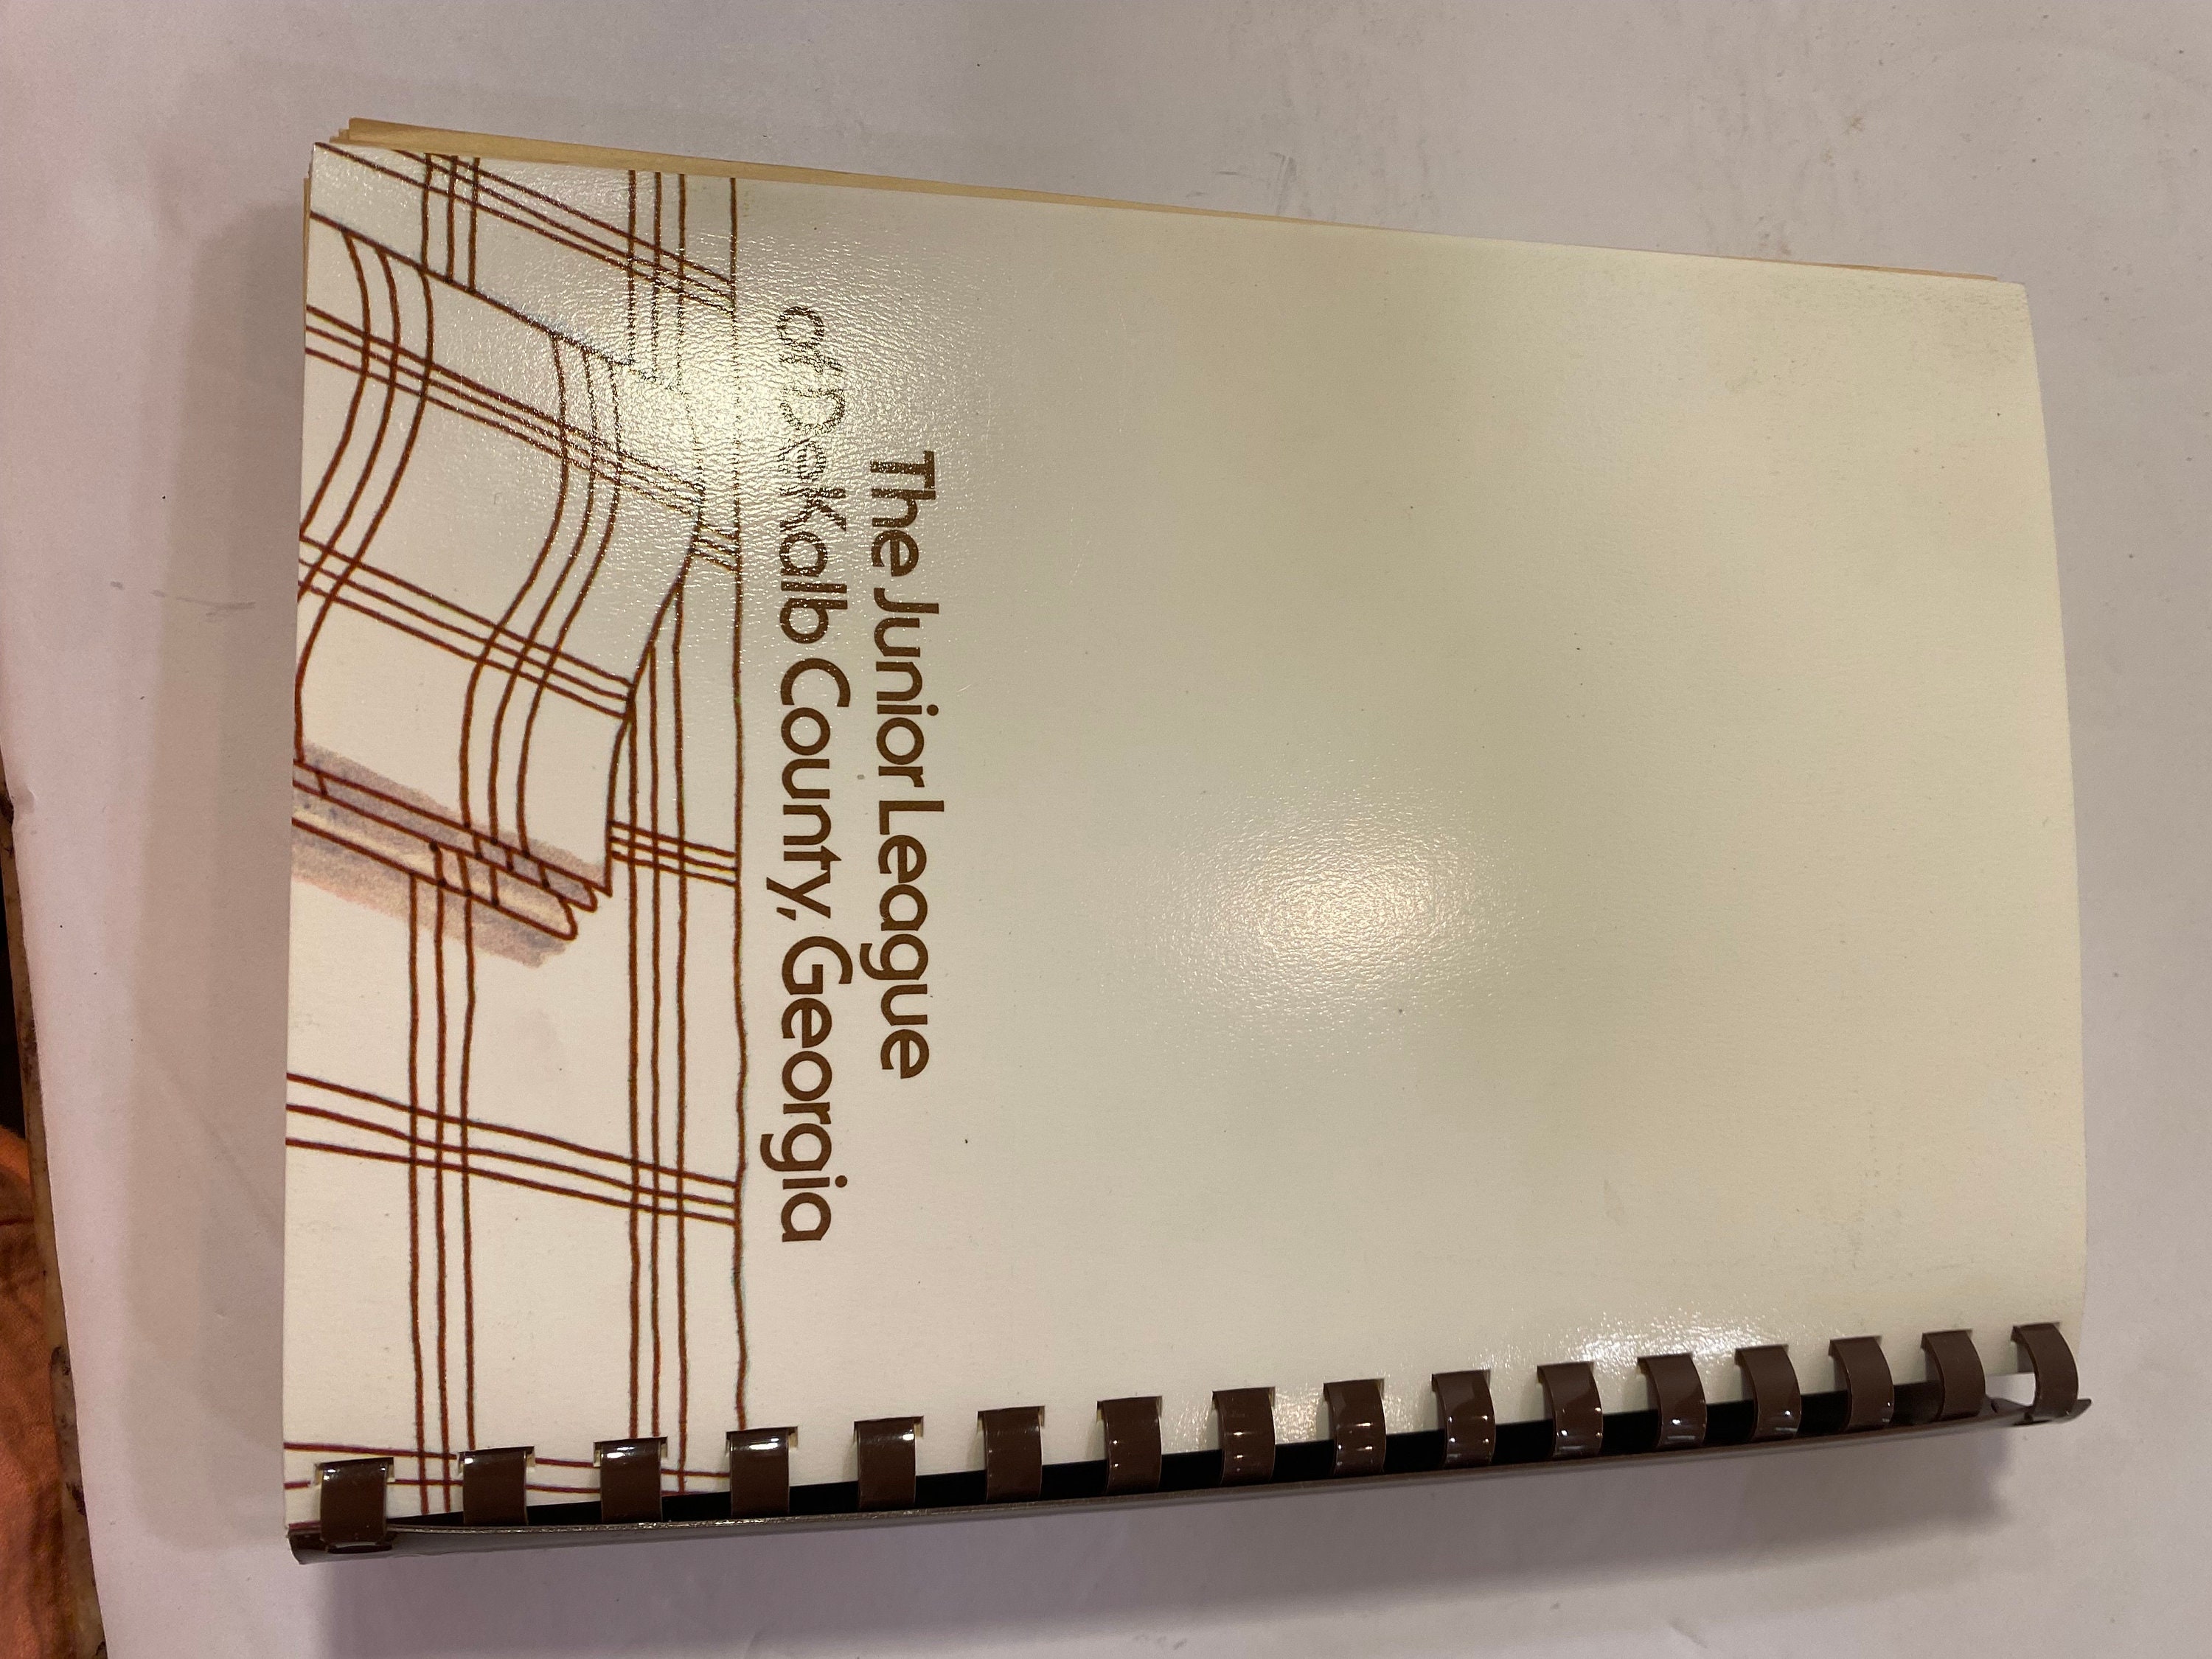 The Junior League
of DeKalb County, Georgia